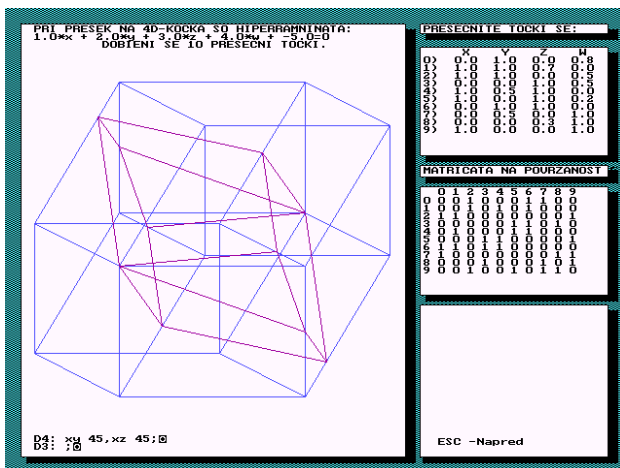 PRI PRESEK NA 4D-KOCKA SO HIPERRAMNINATA:
1.0*x + 2.0*y + 3.0*z + 4.0*w + -5.0=0
DOBIENI SE 10 PRESECNI TOCKI.
D4: xy 45,xz 45;
D3: ;
PRESECNITE TOCKI SE:
X Y Z W
0) 0.0 1.0 0.0 0.8
1) 1.0 1.0 0.7 0.0
2) 1.0 1.0 0.0 0.5
3) 0.0 0.0 1.0 0.5
4) 1.0 0.5 1.0 0.0
5) 1.0 0.0 1.0 0.2
6) 0.0 1.0 1.0 0.0
7) 0.0 0.5 0.0 1.0
8) 0.0 0.0 0.3 1.0
9) 1.0 0.0 0.0 1.0
MATRICATA NA POVRZANOST
0 1 2 3 4 5 6 7 8 9
0 0 0 1 0 0 0 1 1 0 0
1 0 0 1 0 1 0 1 0 0 0
2 1 1 0 0 0 0 0 0 0 1
3 0 0 0 0 0 1 1 0 1 0
4 0 1 0 0 0 1 1 0 0 0
5 0 0 0 1 1 0 0 0 0 1
6 1 1 0 1 1 0 0 0 0 0
7 1 0 0 0 0 0 0 0 1 1
8 0 0 0 1 0 0 0 1 0 1
9 0 0 1 0 0 1 0 1 1 0
ESC -Napred